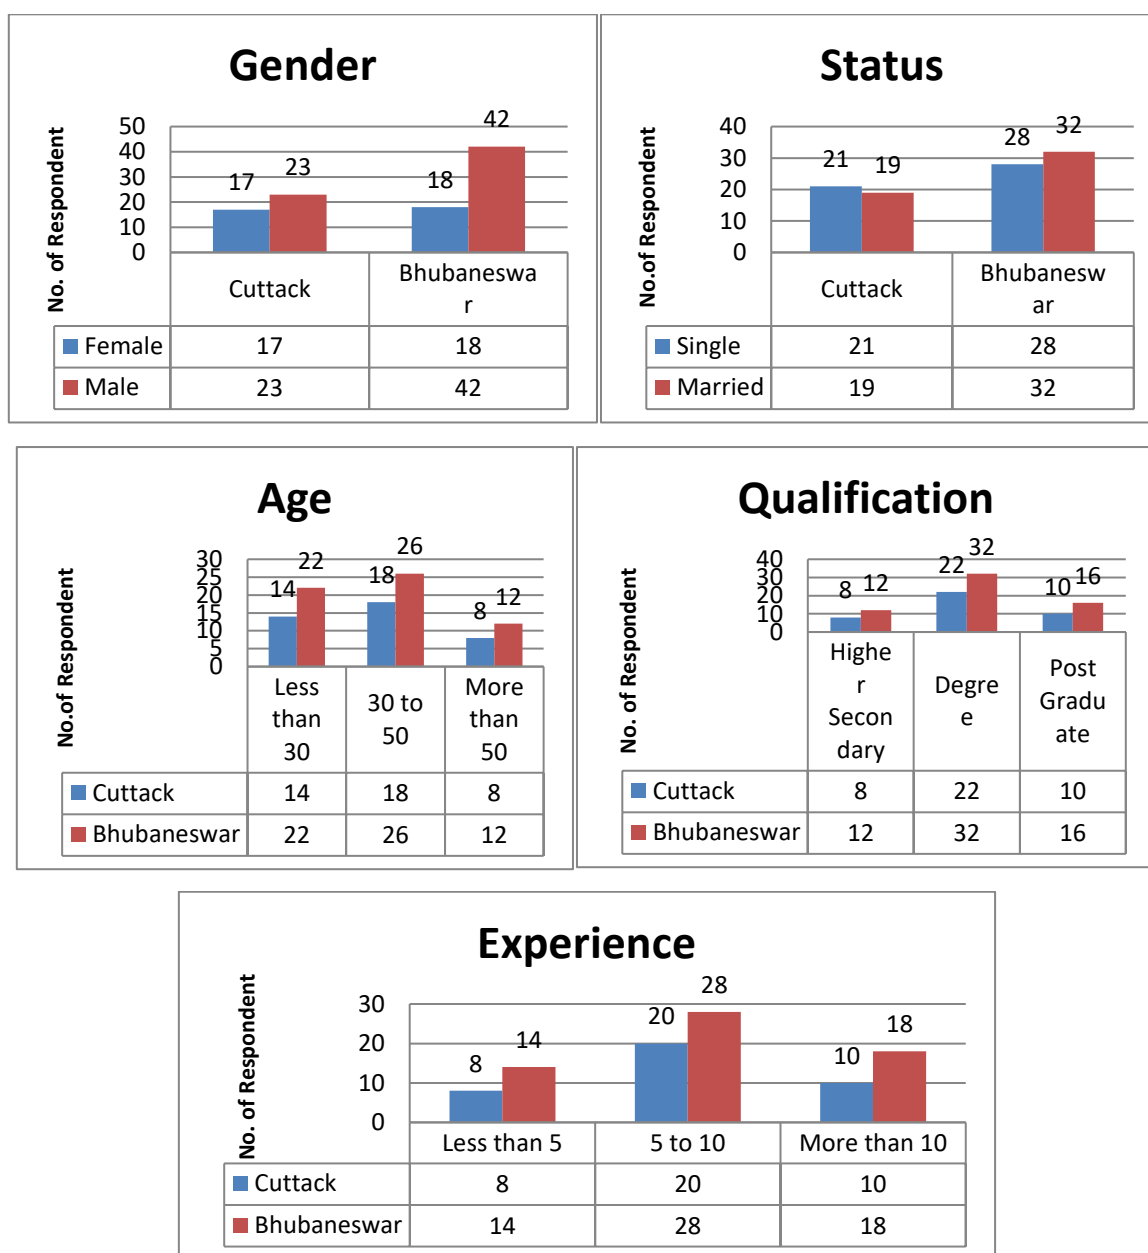 Gender
No. of Respondent
50
40
30
20
10
0
17
23
18
42
Cuttack
Bhubaneswa
r
Female 17 18
Male 23 42
Status
No.of Respondent
40
30
20
10
0
21
19
28
32
Cuttack
Bhubanesw
ar
Single 21 28
Married 19 32
Age
No.of Respondent
30
25
20
15
10
5
0
14
22
18
26
8
12
Less
than
30
30 to
50
More
than
50
Cuttack 14 18 8
Bhubaneswar 22 26 12
Qualification
No. of Respondent
40
30
20
10
0
8
12
22
32
10
16
Highe
r
Secon
dary
Degre
e
Post
Gradu
ate
Cuttack 8 22 10
Bhubaneswar 12 32 16
Experience
No. of Respondent
30
20
10
0
8
14
20
28
10
18
Less than 5 5 to 10 More than 10
Cuttack 8 20 10
Bhubaneswar 14 28 18